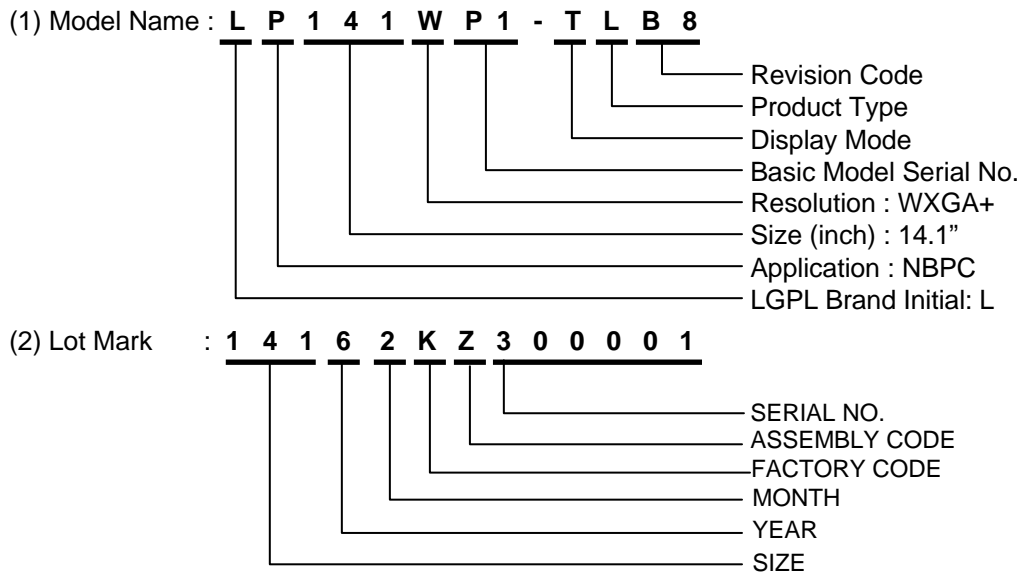 (1) Model Name : L P 1 4 1 W P 1 - T L B 8
Revision Code
Product Type
Display Mode
Basic Model Serial No.
Resolution : WXGA+
Size (inch) : 14.1”
Application : NBPC
LGPL Brand Initial: L
(2) Lot Mark : 1 4 1 6 2 K Z 3 0 0 0 0 1
SERIAL NO.
ASSEMBLY CODE
FACTORY CODE
MONTH
YEAR
SIZE